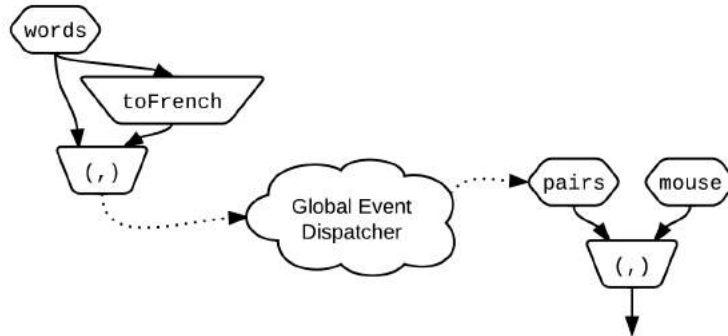 words
toFrench
(,)
Global Event
Dispatcher
pairs
mouse
(,)